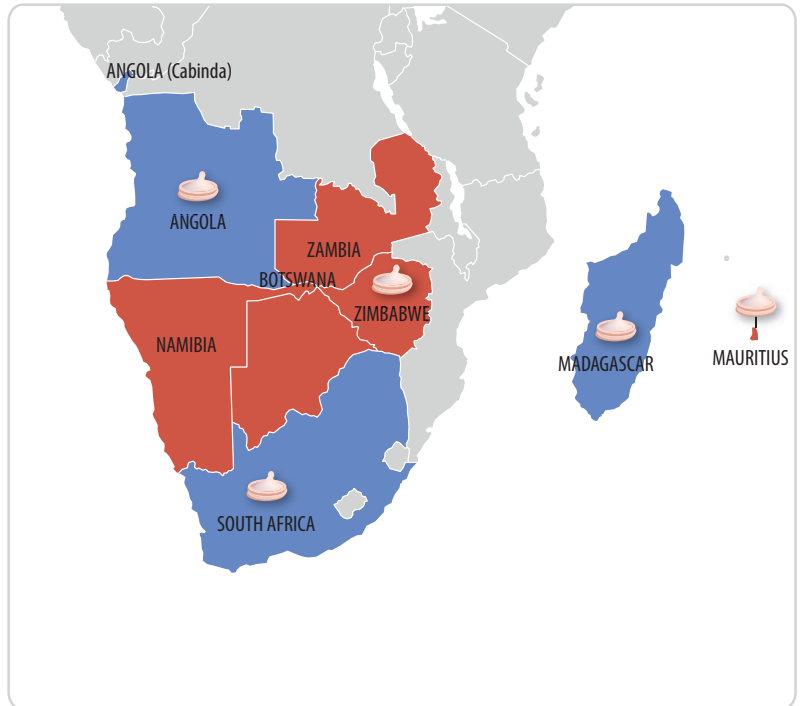 ANGOLA (Cabinda)
ANGOLA
ZAMBIA
BOTSWANA
ZIMBABWE
NAMIBIA
MADAGASCAR
MAURITIUS
SOUTH AFRICA